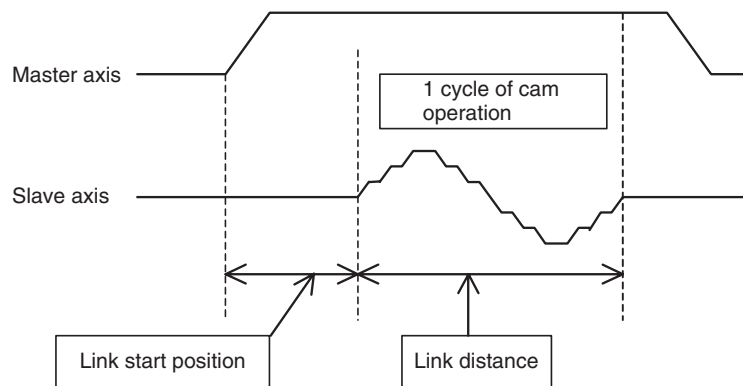 Master axis
1 cycle of cam
operation
Slave axis
Link start position
Link distance